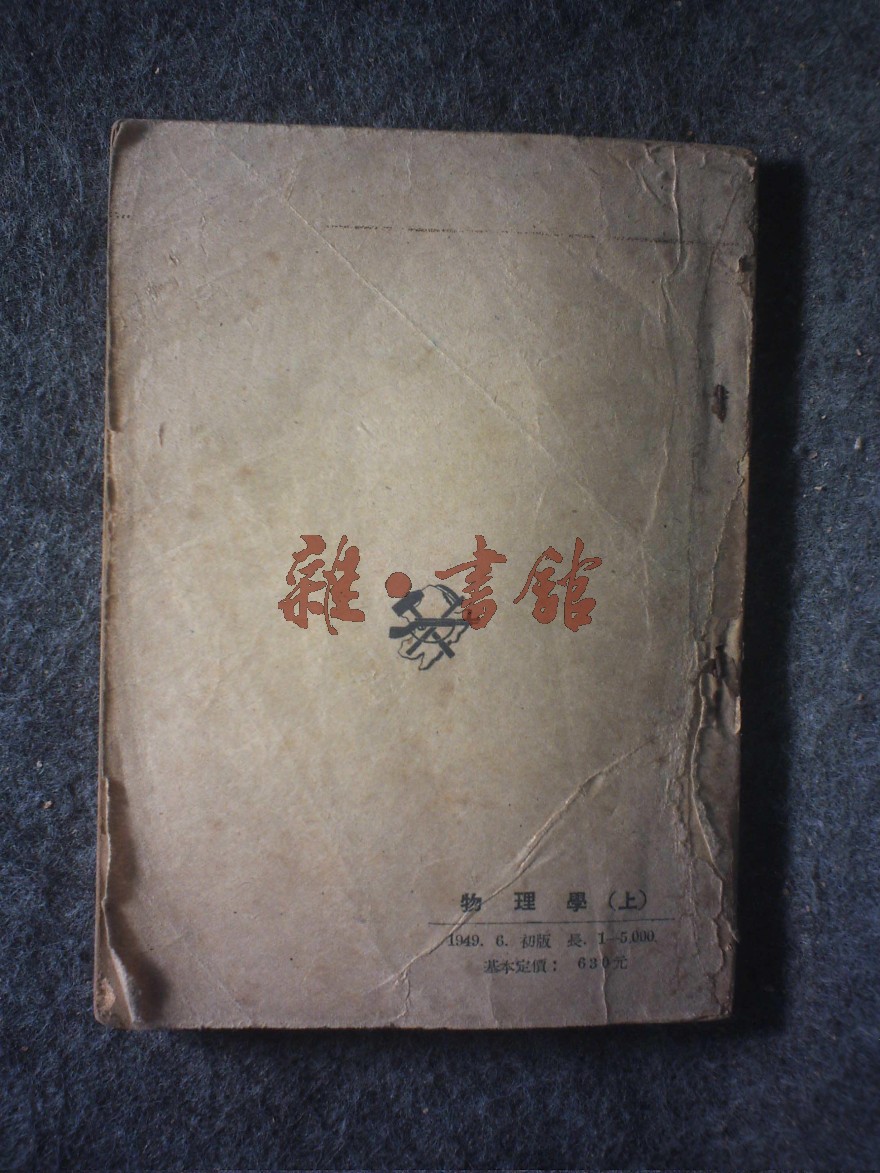 雜·書館
物理學(上)
1949. 6. 初版 長. 1—5,000.
基本定價: 630元